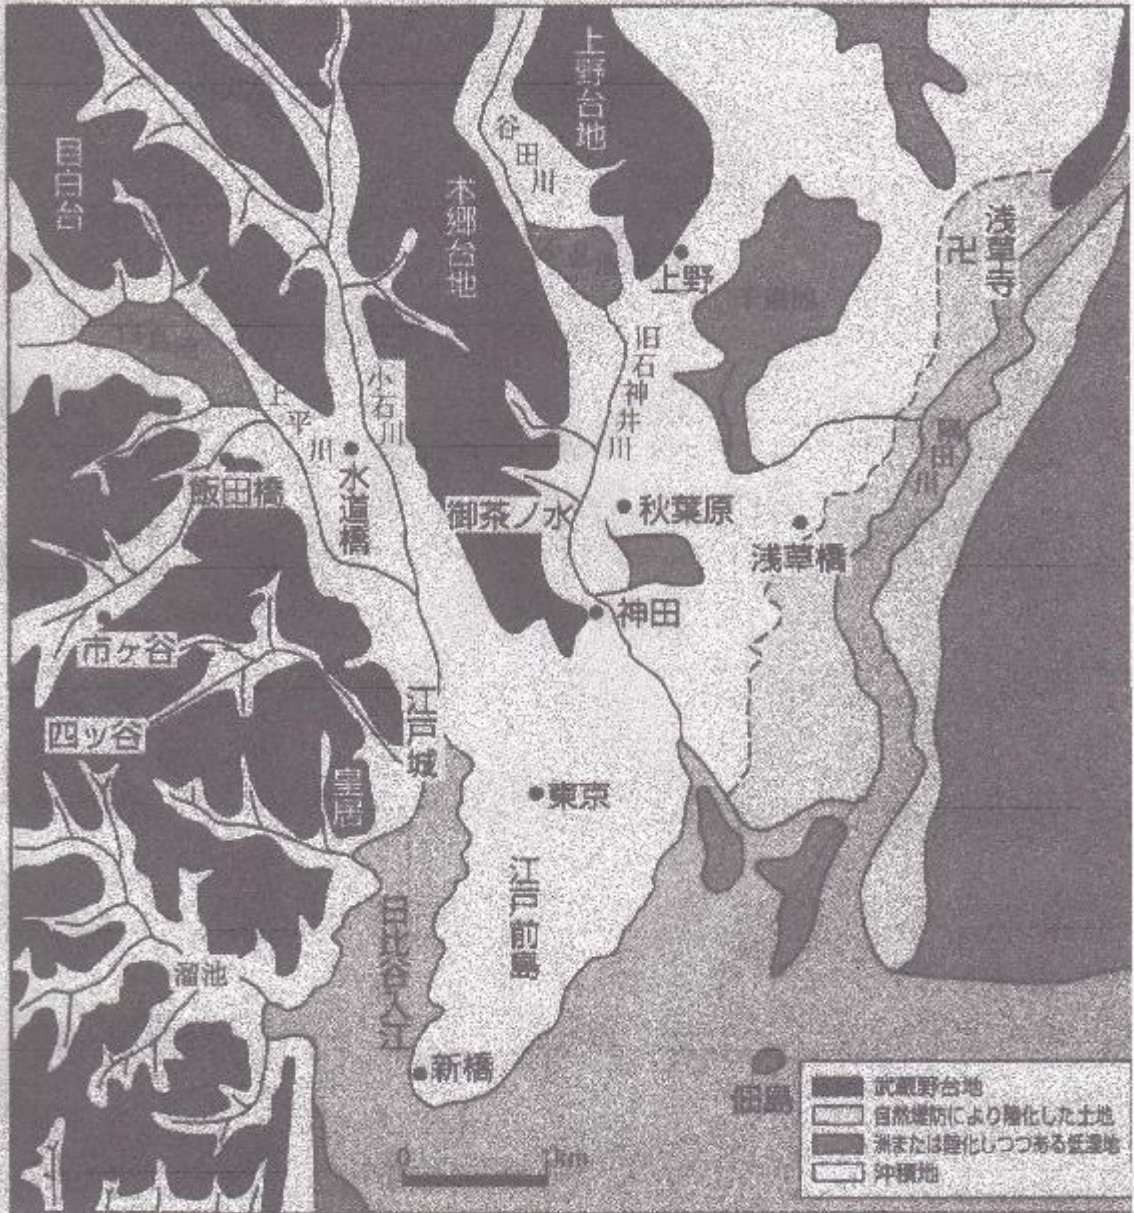 上野台地
谷田川
目白台
本郷台地
浅草寺
卍
上野
旧石神井川
小石川
上平川
水道橋
飯田橋
御茶ノ水
秋葉原
浅草橋
神田
市ヶ谷
四ッ谷
江戸城
皇居
東京
江戸前島
日比谷入江
溜池
新橋
佃島
0 1km
武蔵野台地
自然堤防により陸化した土地
洲または陸化しつつある低湿地
沖積地